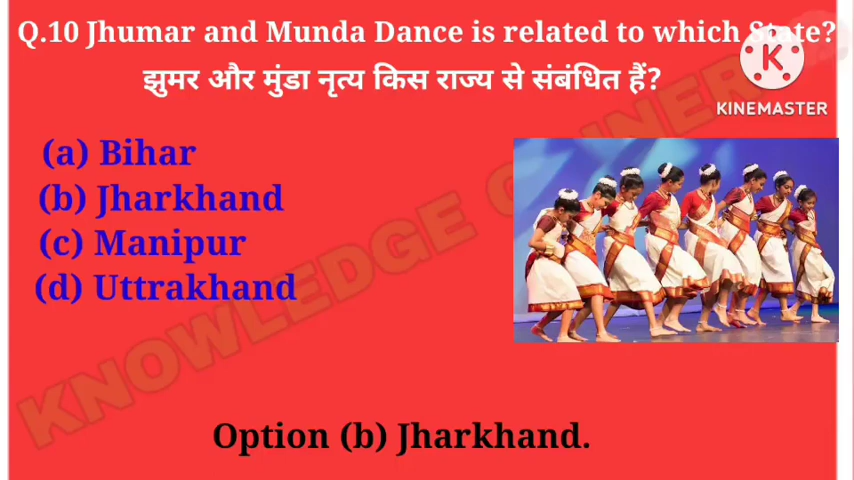 Q.10 Jhumar and Munda Dance is related to which State?
झुमर और मुंडा नृत्य किस राज्य से संबंधित हैं?
KINEMASTER
(a) Bihar
(b) Jharkhand
(c) Manipur
(d) Uttrakhand
KNOWLEDGE
Option (b) Jharkhand.